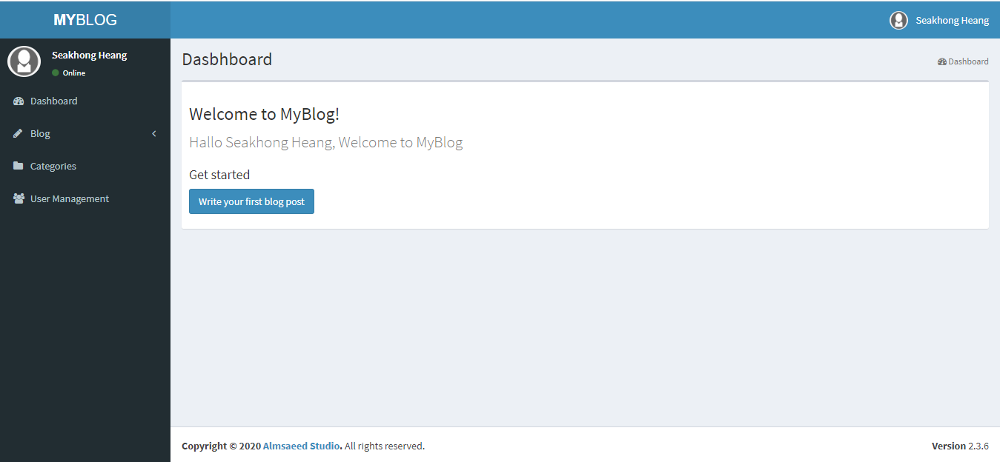 MYBLOG
Seakhong Heang
Seakhong Heang
Online
Dashboard
Blog
Categories
User Management
Dasbhboard
Dashboard
Welcome to MyBlog!
Hallo Seakhong Heang, Welcome to MyBlog
Get started
Write your first blog post
Copyright © 2020 Almsaeed Studio. All rights reserved.
Version 2.3.6